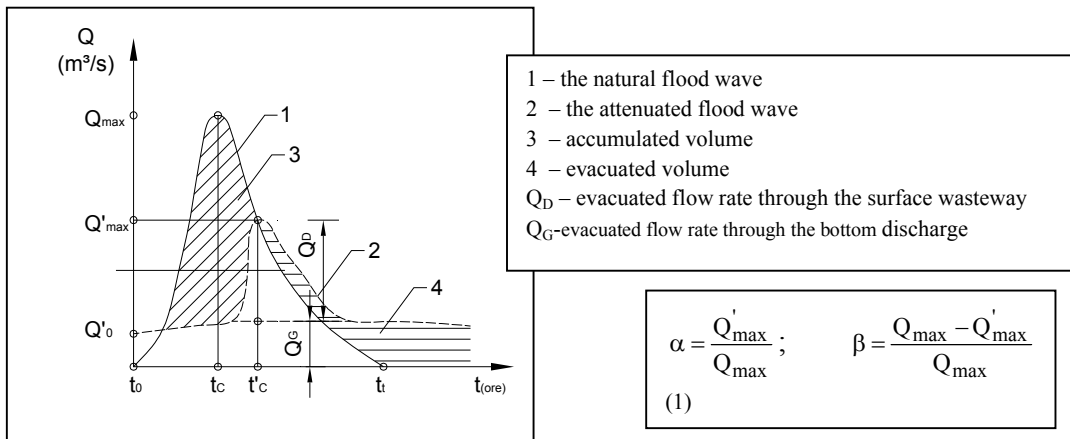 Q
(m³/s)
Qmax
Q'max
Q'0
1
3
QD
2
4
QG
t0 tC t'C tt t(ore)
1 – the natural flood wave
2 – the attenuated flood wave
3 – accumulated volume
4 – evacuated volume
QD – evacuated flow rate through the surface wasteway
QG-evacuated flow rate through the bottom discharge
α = Q'max / Qmax ; β = (Qmax – Q'max) / Qmax
(1)